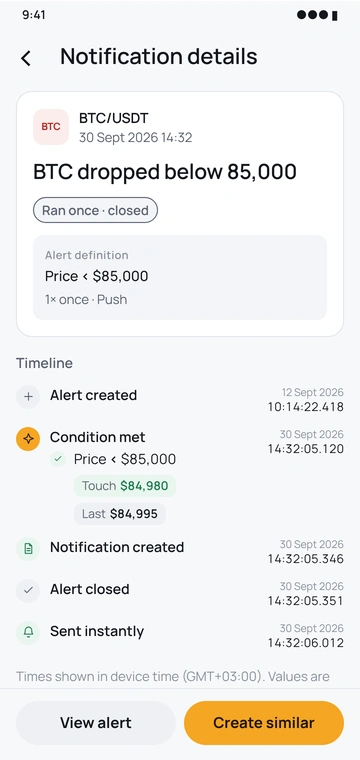 9:41
Notification details
BTC
BTC/USDT
30 Sept 2026 14:32
BTC dropped below 85,000
Ran once · closed
Alert definition
Price < $85,000
1× once · Push
Timeline
Alert created
12 Sept 2026
10:14:22.418
Condition met
30 Sept 2026
14:32:05.120
Price < $85,000
Touch $84,980
Last $84,995
Notification created
30 Sept 2026
14:32:05.346
Alert closed
30 Sept 2026
14:32:05.351
Sent instantly
30 Sept 2026
14:32:06.012
Times shown in device time (GMT+03:00). Values are
View alert
Create similar